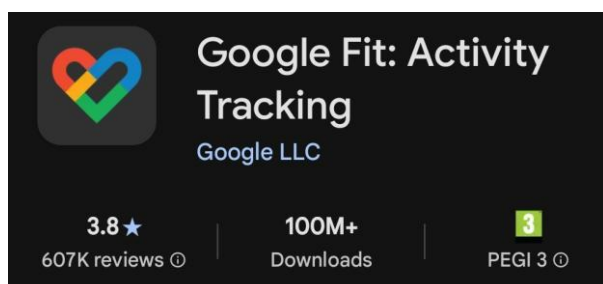 Google Fit: Activity
Tracking
Google LLC
3.8★ 100M+ 3
607K reviews ⓘ Downloads PEGI 3 ⓘ